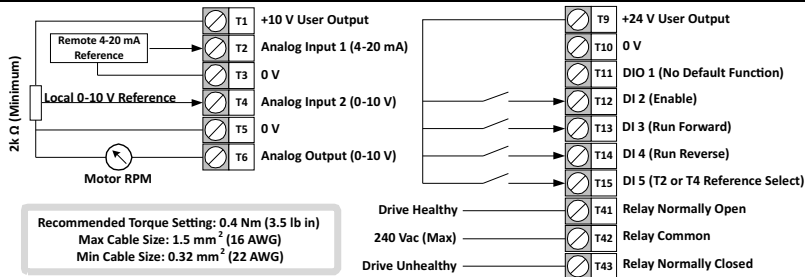 T1 +10 V User Output
Remote 4-20 mA
Reference
T2 Analog Input 1 (4-20 mA)
T3 0 V
Local 0-10 V Reference
T4 Analog Input 2 (0-10 V)
2k Ω (Minimum)
T5 0 V
T6 Analog Output (0-10 V)
Motor RPM
Recommended Torque Setting: 0.4 Nm (3.5 lb in)
Max Cable Size: 1.5 mm² (16 AWG)
Min Cable Size: 0.32 mm² (22 AWG)
T9 +24 V User Output
T10 0 V
T11 DIO 1 (No Default Function)
T12 DI 2 (Enable)
T13 DI 3 (Run Forward)
T14 DI 4 (Run Reverse)
T15 DI 5 (T2 or T4 Reference Select)
Drive Healthy T41 Relay Normally Open
240 Vac (Max) T42 Relay Common
Drive Unhealthy T43 Relay Normally Closed